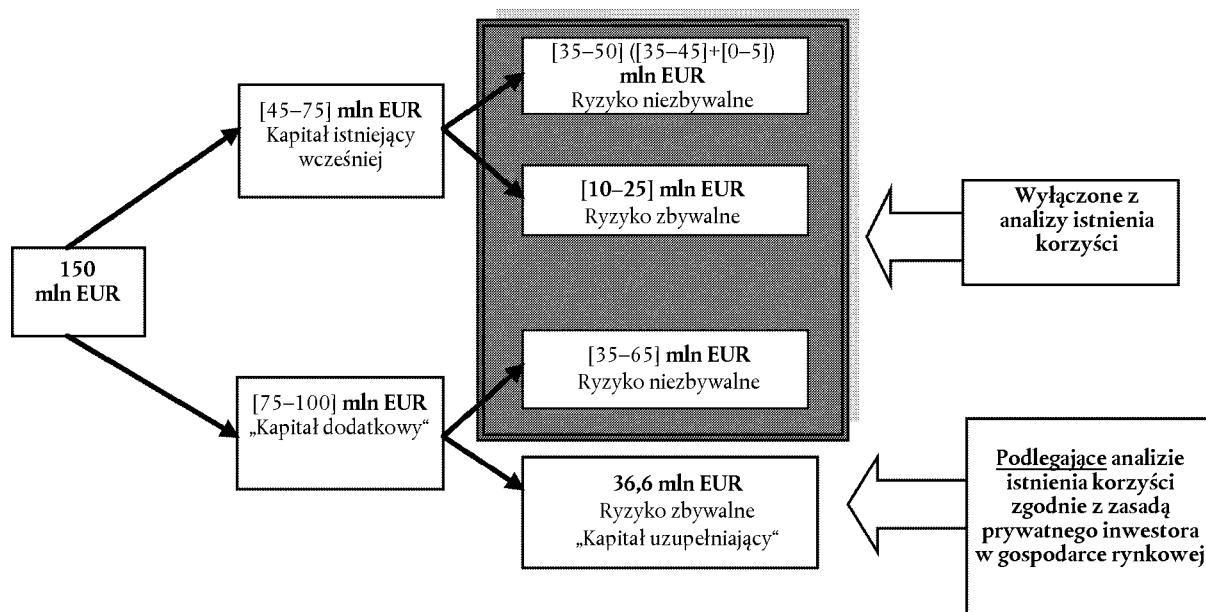 150
mln EUR
[45–75] mln EUR
Kapitał istniejący
wcześniej
[75–100] mln EUR
„Kapitał dodatkowy“
[35–50] ([35–45]+[0–5])
mln EUR
Ryzyko niezbywalne
[10–25] mln EUR
Ryzyko zbywalne
[35–65] mln EUR
Ryzyko niezbywalne
36,6 mln EUR
Ryzyko zbywalne
„Kapitał uzupełniający“
Wyłączone z
analizy istnienia
korzyści
Podlegające analizie
istnienia korzyści
zgodnie z zasadą
prywatnego inwestora
w gospodarce rynkowej